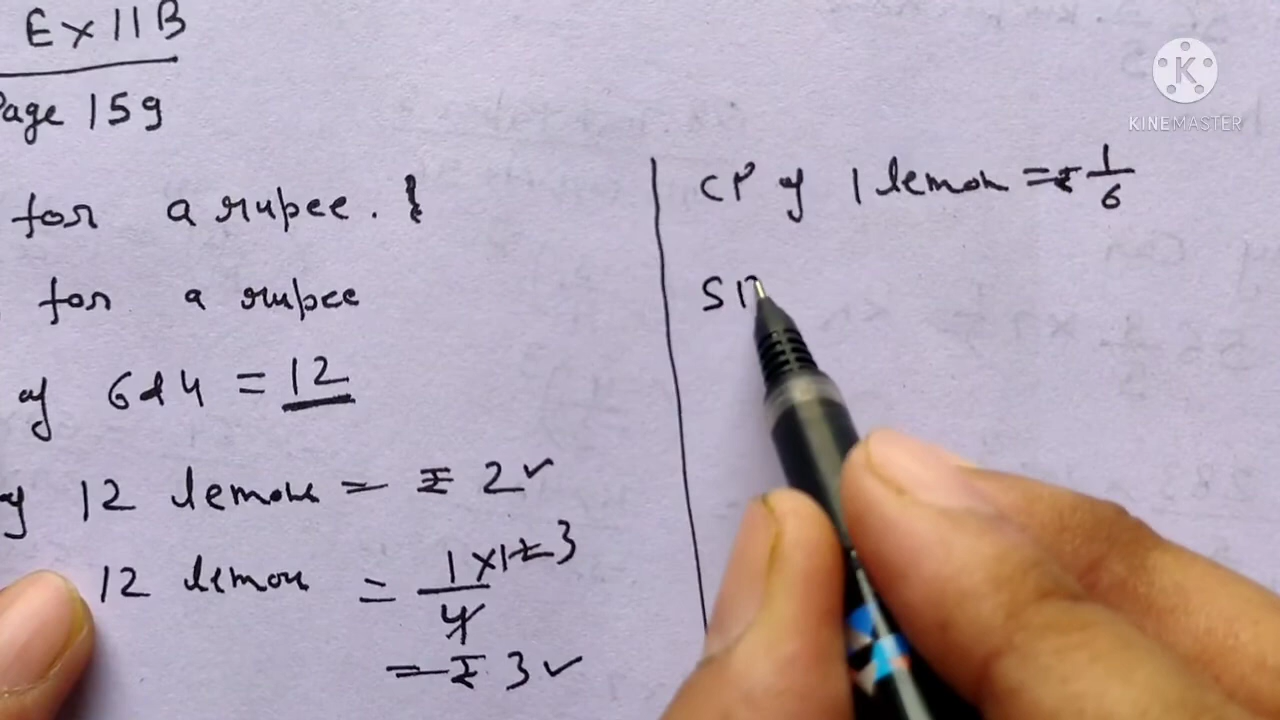 Ex 11B
Page 159
for a rupee.
for a rupee
of 6 & 4 = 12
of 12 lemons = ₹ 2 ✓
12 lemon = 1 × 12 3
4
= ₹ 3 ✓
CP of 1 lemon = ₹ 1/6
SP
K
KINEMASTER